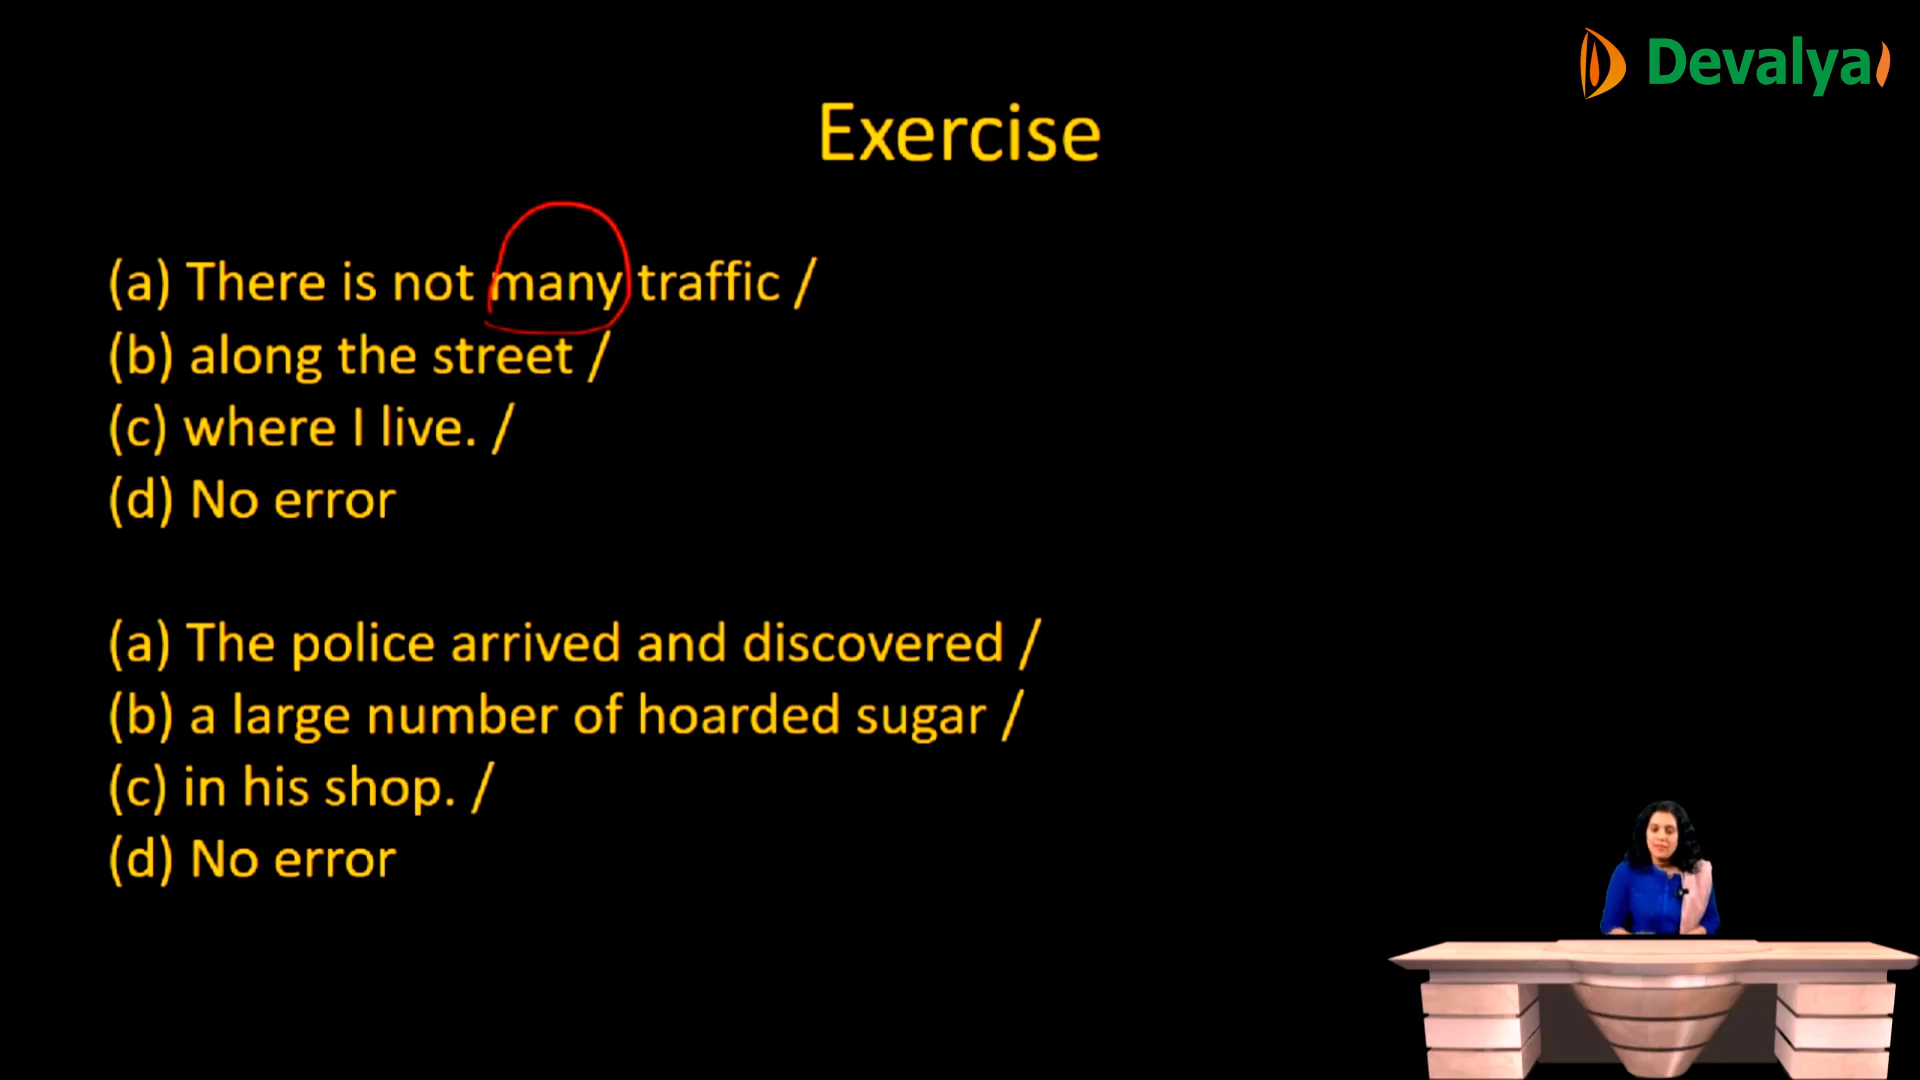 Devalya
Exercise
(a) There is not many traffic /
(b) along the street /
(c) where I live. /
(d) No error
(a) The police arrived and discovered /
(b) a large number of hoarded sugar /
(c) in his shop. /
(d) No error